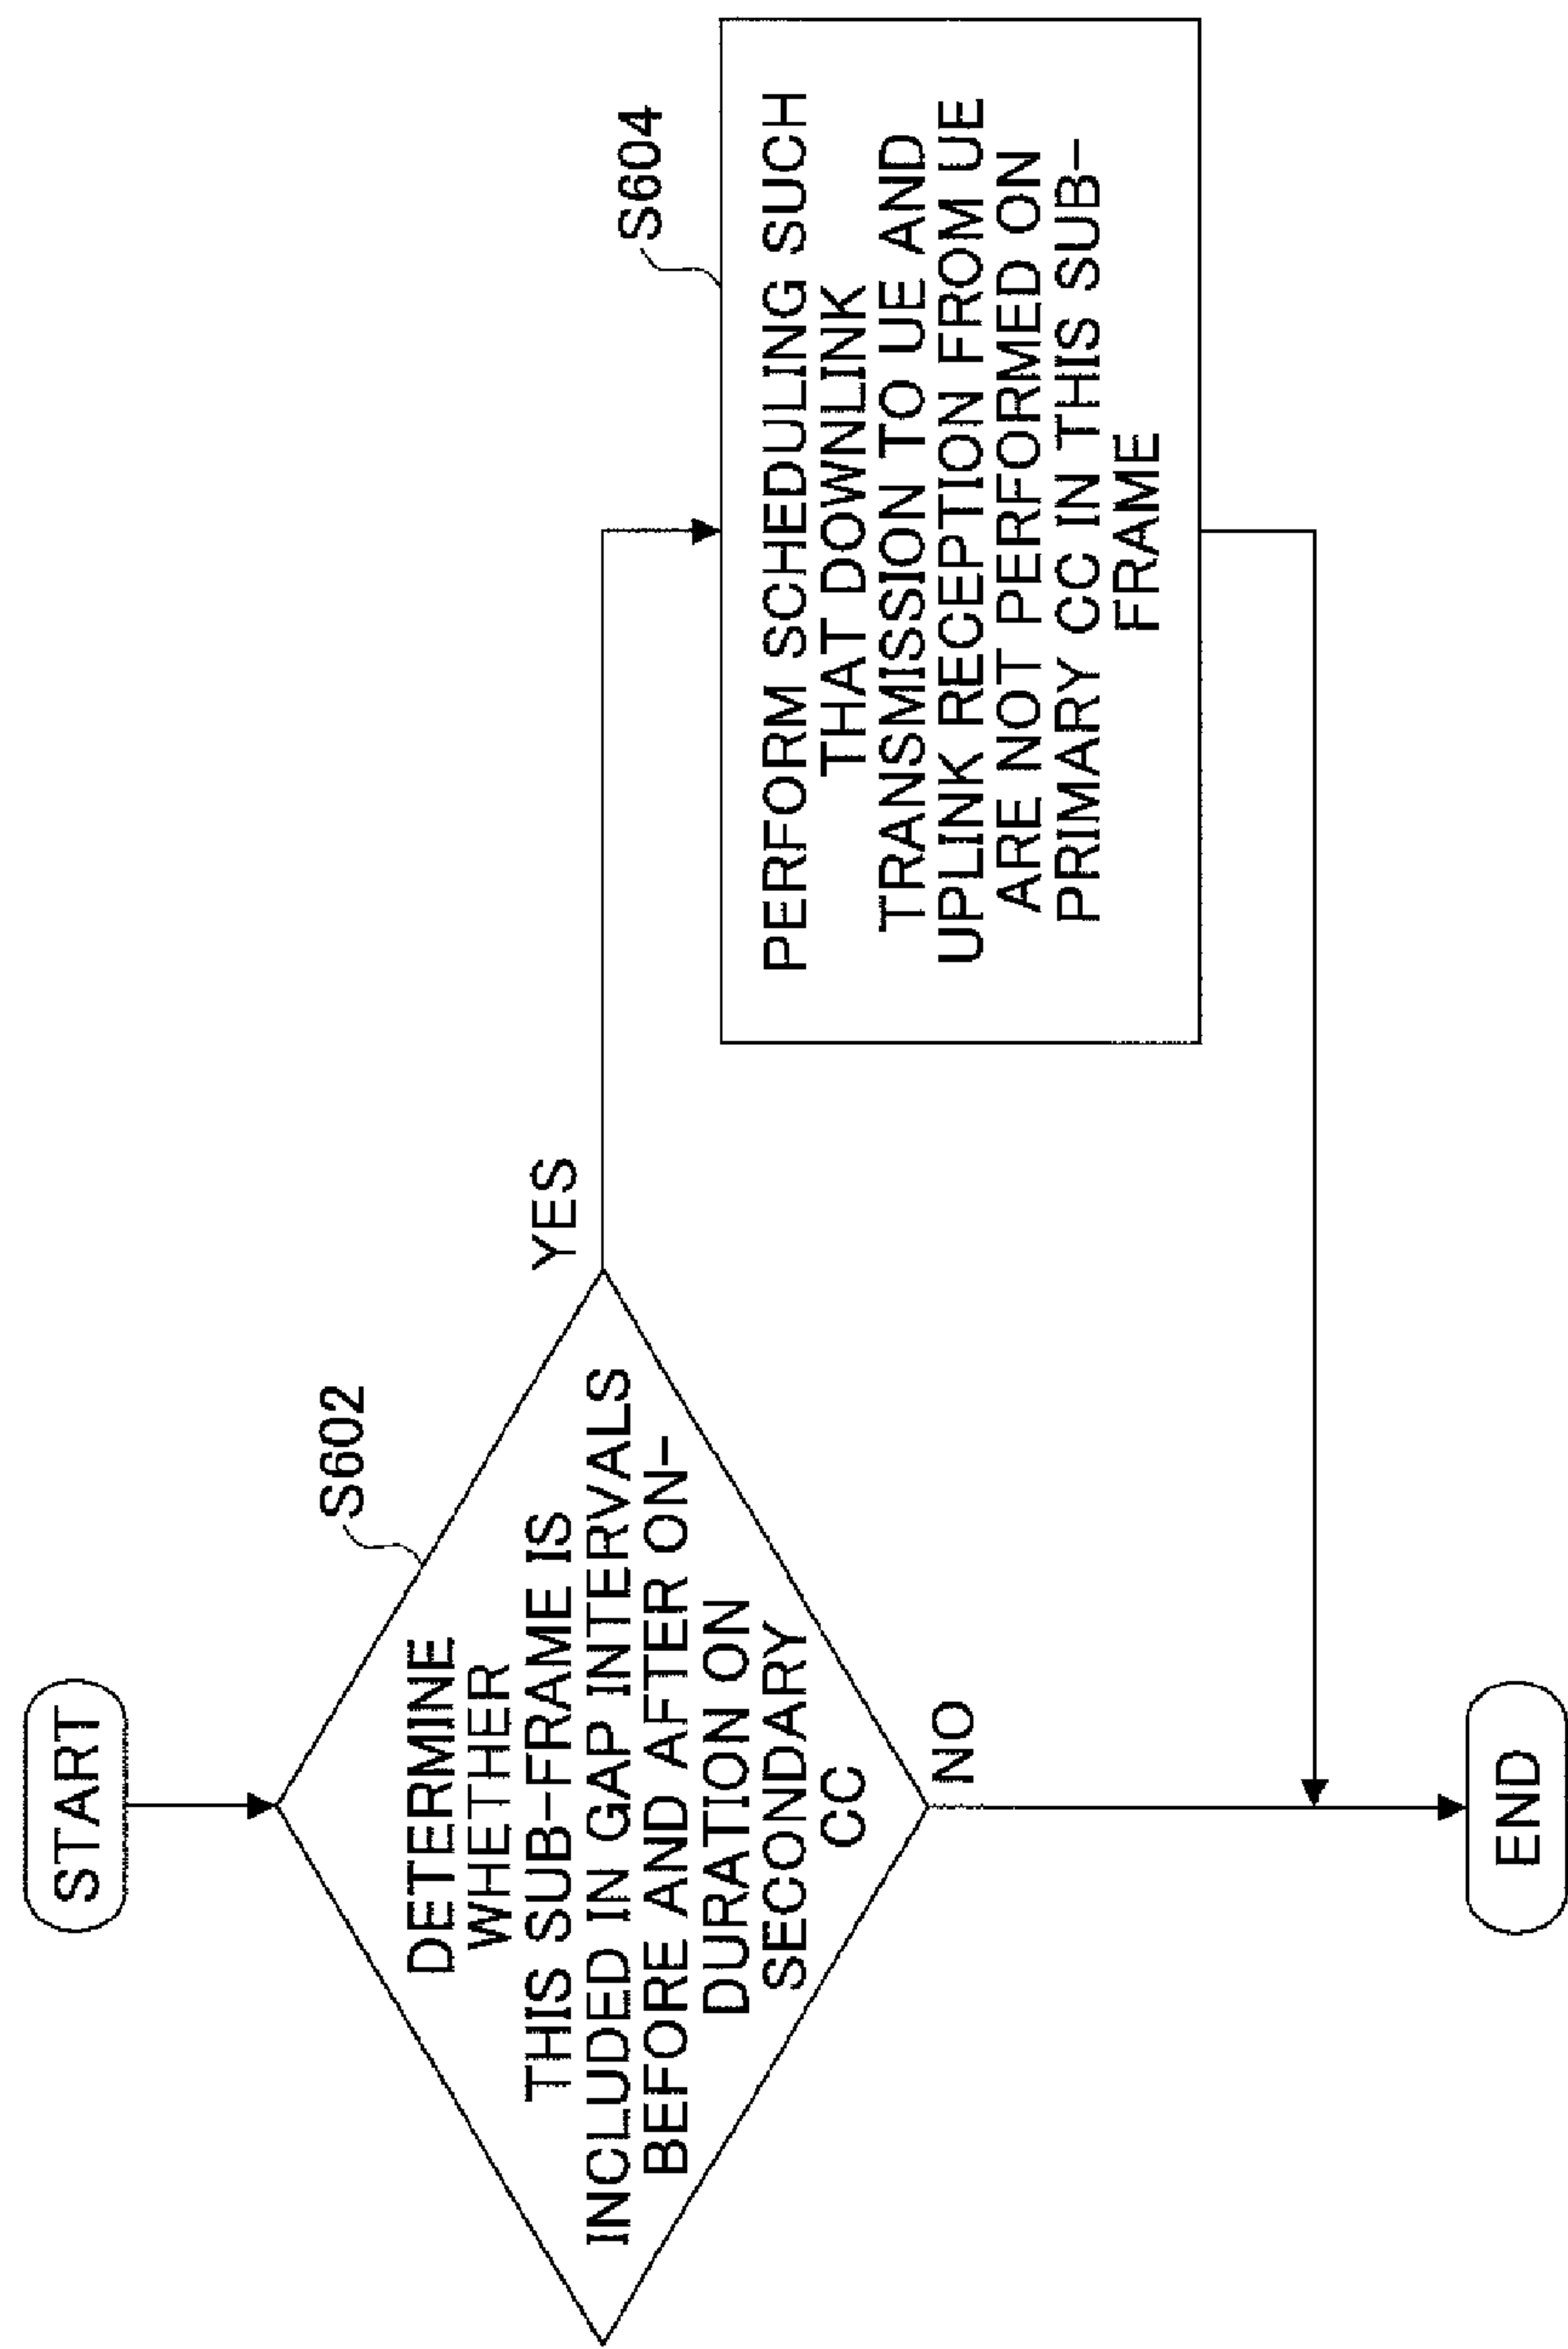 START
S602
DETERMINE
WHETHER
THIS SUB-FRAME IS
INCLUDED IN GAP INTERVALS
BEFORE AND AFTER ON-
DURATION ON
SECONDARY
CC
YES
NO
S604
PERFORM SCHEDULING SUCH
THAT DOWNLINK
TRANSMISSION TO UE AND
UPLINK RECEPTION FROM UE
ARE NOT PERFORMED ON
PRIMARY CC IN THIS SUB-
FRAME
END